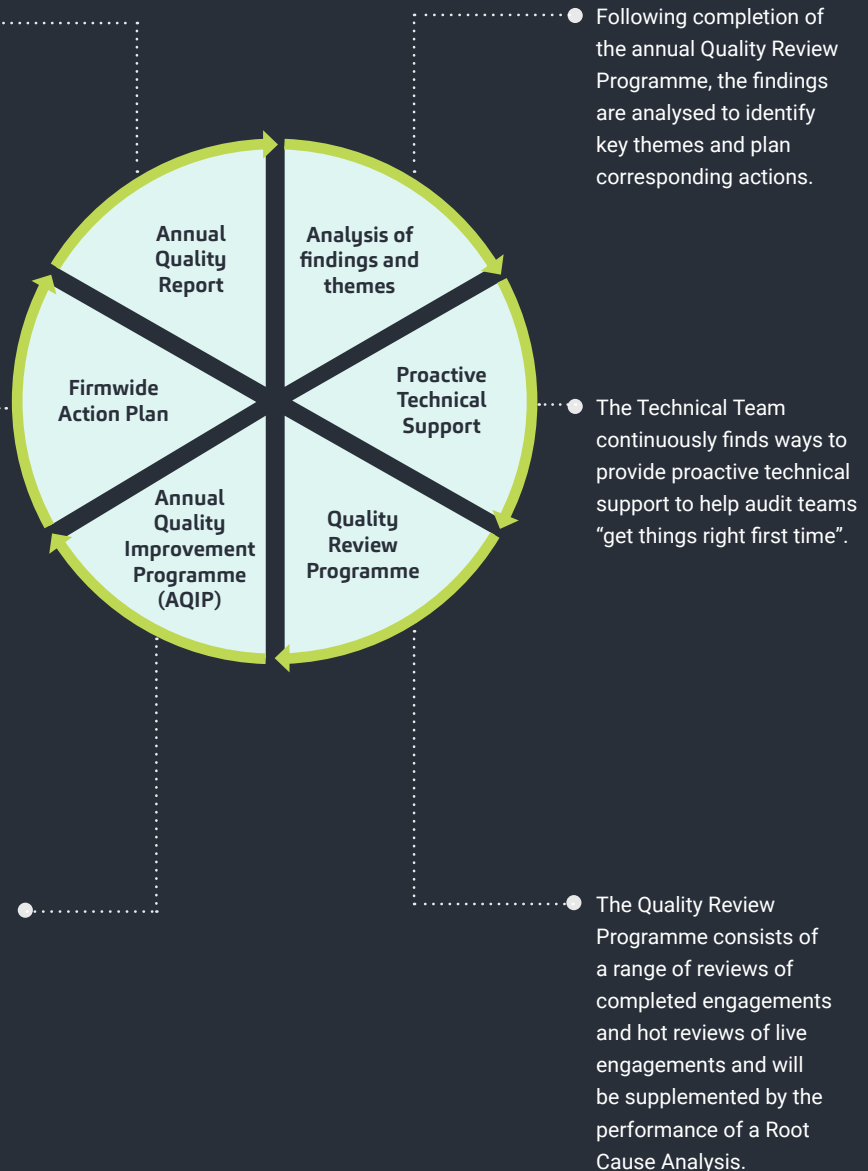 Following completion of
the annual Quality Review
Programme, the findings
are analysed to identify
key themes and plan
corresponding actions.
Annual
Quality
Report
Analysis of
findings and
themes
Firmwide
Action Plan
Proactive
Technical
Support
The Technical Team
continuously finds ways to
provide proactive technical
support to help audit teams
“get things right first time”.
Annual
Quality
Improvement
Programme
(AQIP)
Quality
Review
Programme
The Quality Review
Programme consists of
a range of reviews of
completed engagements
and hot reviews of live
engagements and will
be supplemented by the
performance of a Root
Cause Analysis.